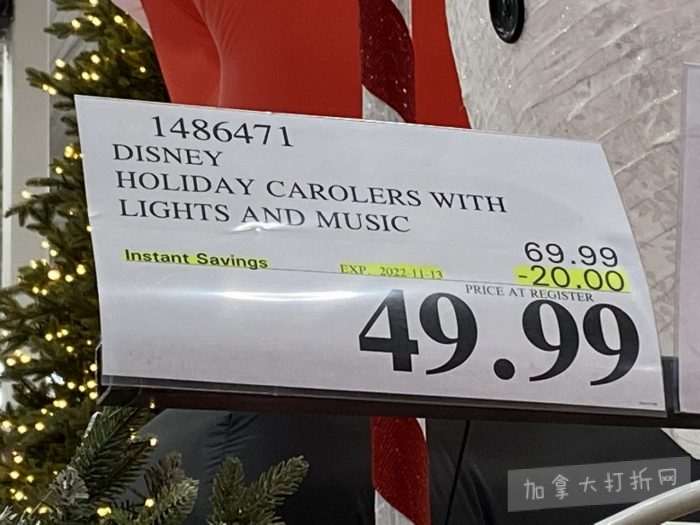 1486471
DISNEY
HOLIDAY CAROLERS WITH
LIGHTS AND MUSIC
69.99
Instant Savings EXP. 2022-11-13 -20.00
PRICE AT REGISTER
49.99
加拿大打折网